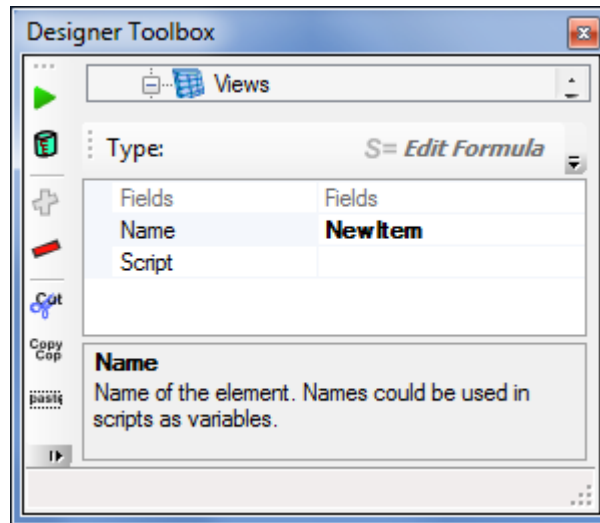 Designer Toolbox
Views
Type: S= Edit Formula
Fields Fields
Name NewItem
Script
Cut
Copy
Cop
paste
Name
Name of the element. Names could be used in
scripts as variables.